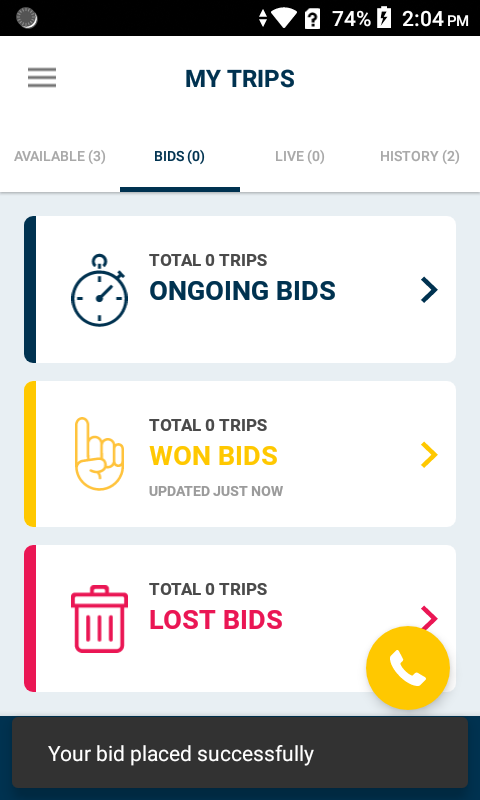 74% 2:04 PM
MY TRIPS
AVAILABLE (3) BIDS (0) LIVE (0) HISTORY (2)
TOTAL 0 TRIPS
ONGOING BIDS
TOTAL 0 TRIPS
WON BIDS
UPDATED JUST NOW
TOTAL 0 TRIPS
LOST BIDS
Your bid placed successfully